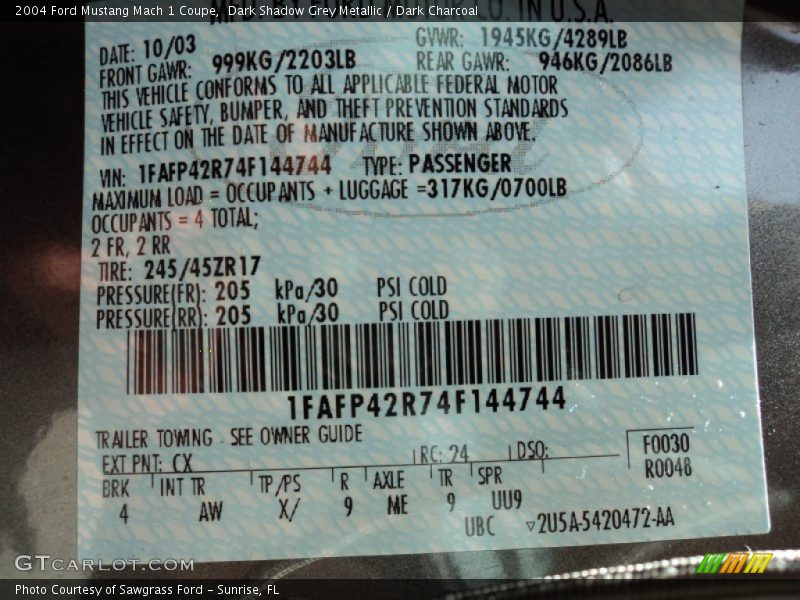 2004 Ford Mustang Mach 1 Coupe, Dark Shadow Grey Metallic / Dark Charcoal
CO. IN U.S.A.
DATE: 10/03 GVWR: 1945KG/4289LB
FRONT GAWR: 999KG/2203LB REAR GAWR: 946KG/2086LB
THIS VEHICLE CONFORMS TO ALL APPLICABLE FEDERAL MOTOR
VEHICLE SAFETY, BUMPER, AND THEFT PREVENTION STANDARDS
IN EFFECT ON THE DATE OF MANUFACTURE SHOWN ABOVE.
VIN: 1FAFP42R74F144744 TYPE: PASSENGER
MAXIMUM LOAD = OCCUPANTS + LUGGAGE =317KG/0700LB
OCCUPANTS = 4 TOTAL;
2 FR, 2 RR
TIRE: 245/45ZR17
PRESSURE(FR): 205 kPa/30 PSI COLD
PRESSURE(RR): 205 kPa/30 PSI COLD
1FAFP42R74F144744
TRAILER TOWING - SEE OWNER GUIDE
EXT PNT: CX RC: 24 DSO: F0030
R0048
BRK INT TR TP/PS R AXLE TR SPR
4 AW X/ 9 ME 9 UU9
UBC ▽2U5A-5420472-AA
GTCARLOT.COM
Photo Courtesy of Sawgrass Ford - Sunrise, FL